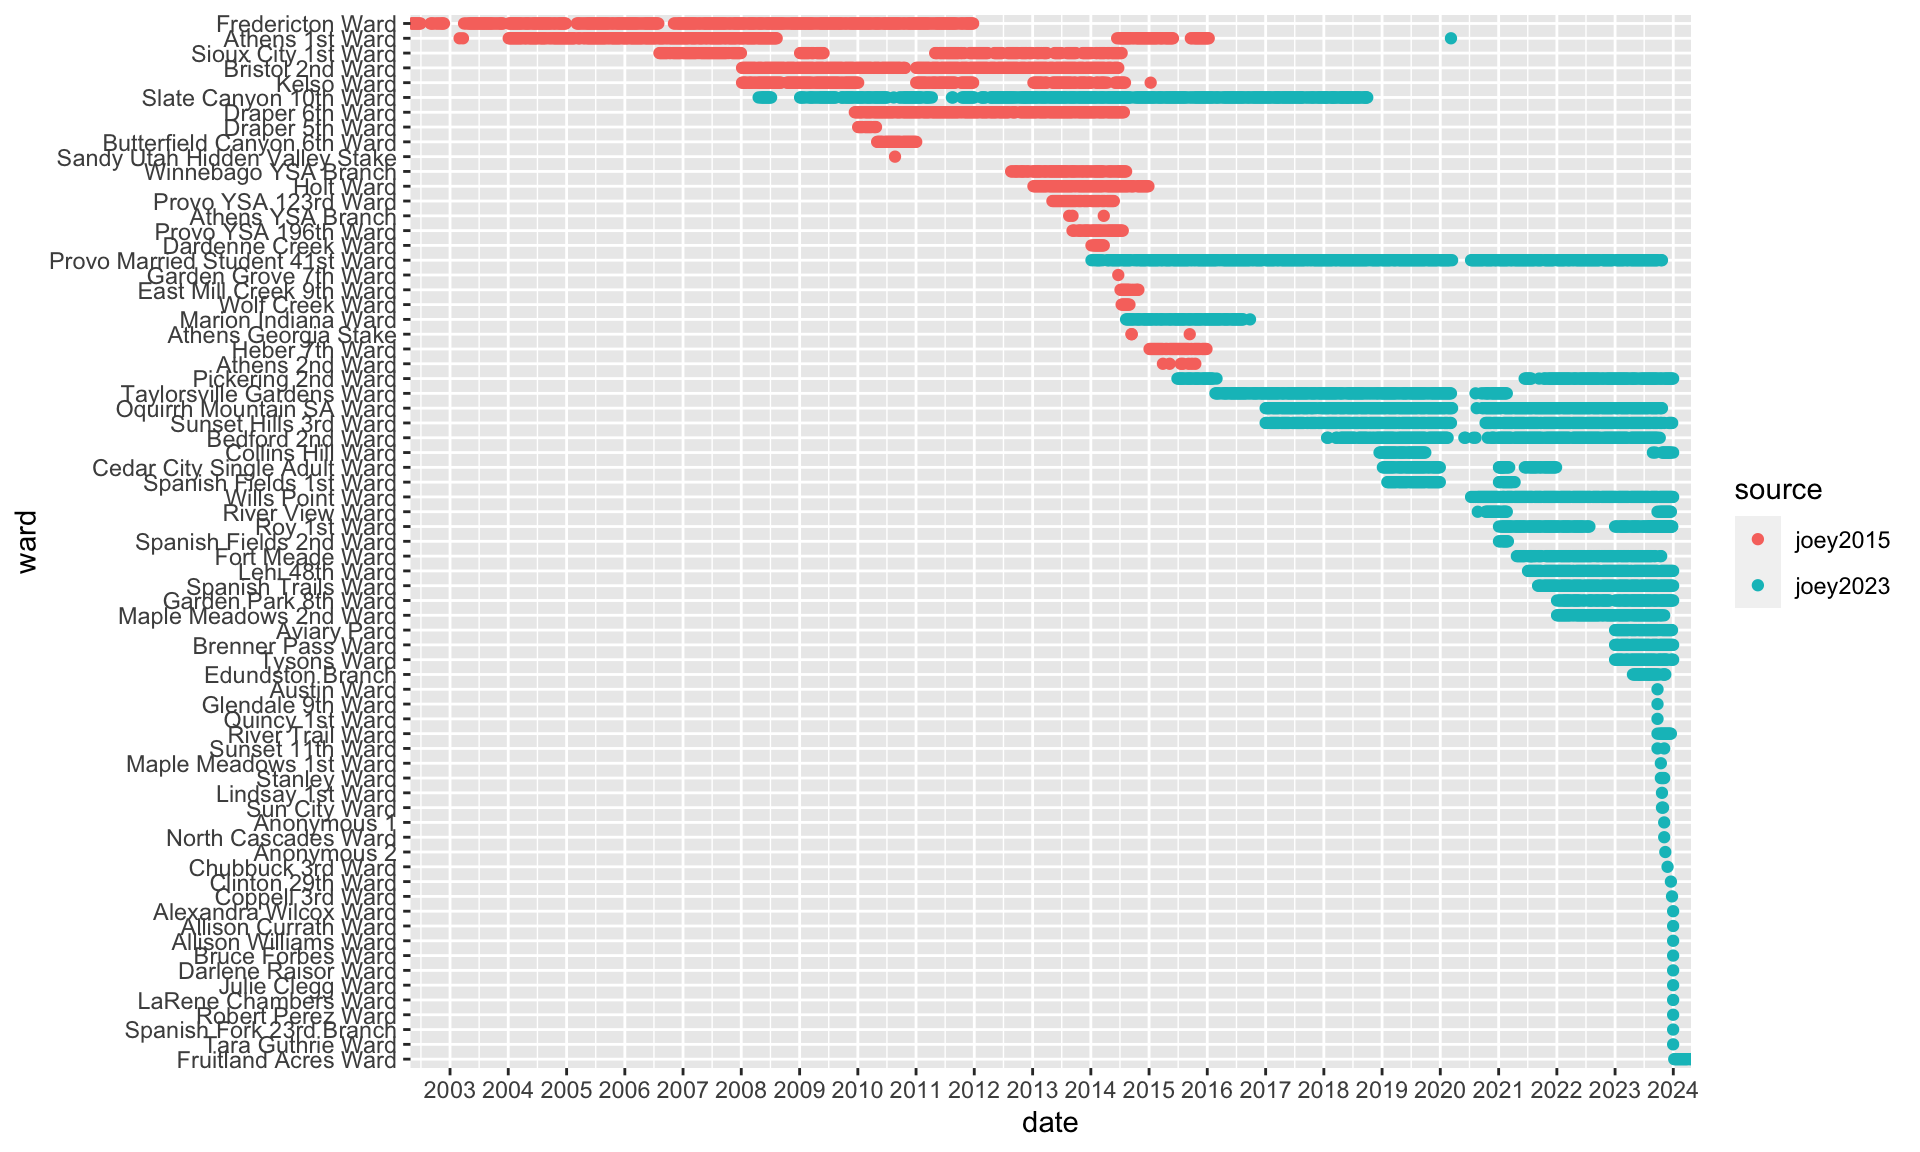 Fredericton Ward
Athens 1st Ward
Sioux City 1st Ward
Bristol 2nd Ward
Kelso Ward
Slate Canyon 10th Ward
Draper 6th Ward
Draper 5th Ward
Butterfield Canyon 6th Ward
Sandy Utah Hidden Valley Stake
Winnebago YSA Branch
Holt Ward
Provo YSA 123rd Ward
Athens YSA Branch
Provo YSA 196th Ward
Dardenne Creek Ward
Provo Married Student 41st Ward
Garden Grove 7th Ward
East Mill Creek 9th Ward
Wolf Creek Ward
Marion Indiana Ward
Athens Georgia Stake
Heber 7th Ward
Athens 2nd Ward
Pickering 2nd Ward
Taylorsville Gardens Ward
Oquirrh Mountain SA Ward
Sunset Hills 3rd Ward
Bedford 2nd Ward
Collins Hill Ward
Cedar City Single Adult Ward
Spanish Fields 1st Ward
Wills Point Ward
River View Ward
Roy 1st Ward
Spanish Fields 2nd Ward
Fort Meade Ward
Lehi 48th Ward
Spanish Trails Ward
Garden Park 8th Ward
Maple Meadows 2nd Ward
Aviary Pard
Brenner Pass Ward
Tysons Ward
Edundston Branch
Austin Ward
Glendale 9th Ward
Quincy 1st Ward
River Trail Ward
Sunset 11th Ward
Maple Meadows 1st Ward
Stanley Ward
Lindsay 1st Ward
Sun City Ward
Anonymous 1
North Cascades Ward
Anonymous 2
Chubbuck 3rd Ward
Clinton 29th Ward
Coppell 3rd Ward
Alexandra Wilcox Ward
Allison Currath Ward
Allison Williams Ward
Bruce Forbes Ward
Darlene Raisor Ward
Julie Clegg Ward
LaRene Chambers Ward
Robert Perez Ward
Spanish Fork 23rd Branch
Tara Guthrie Ward
Fruitland Acres Ward
ward
2003 2004 2005 2006 2007 2008 2009 2010 2011 2012 2013 2014 2015 2016 2017 2018 2019 2020 2021 2022 2023 2024
date
source
joey2015
joey2023